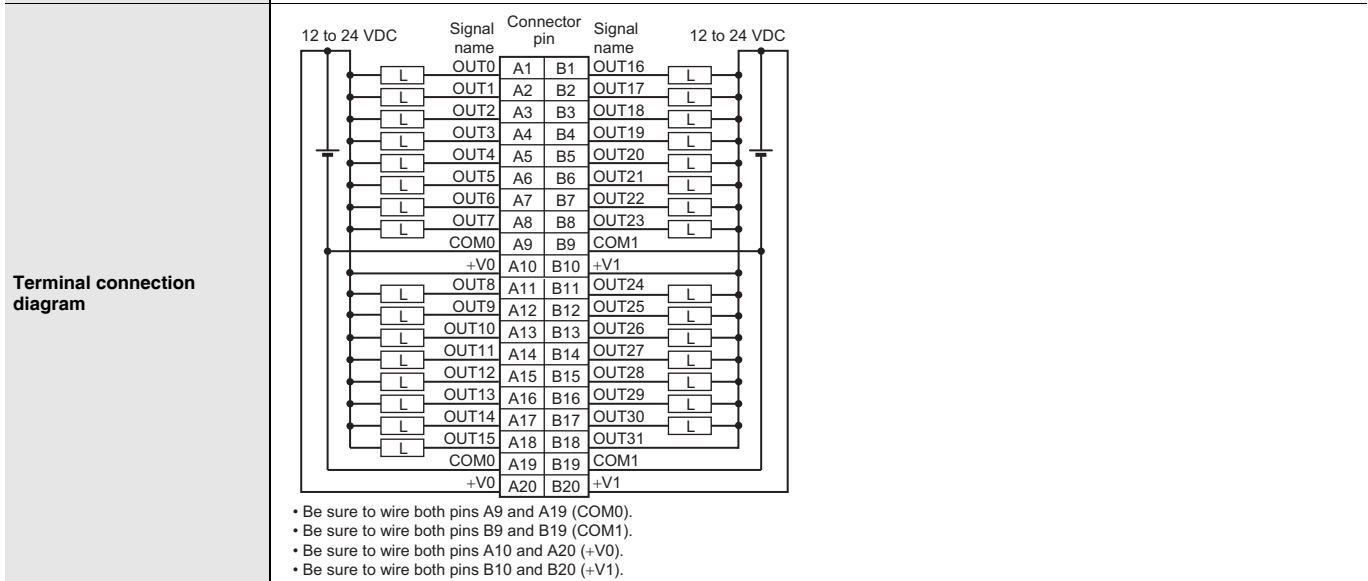 Terminal connection
diagram
12 to 24 VDC Signal name Connector pin Signal name 12 to 24 VDC
L OUT0 A1 B1 OUT16 L
L OUT1 A2 B2 OUT17 L
L OUT2 A3 B3 OUT18 L
L OUT3 A4 B4 OUT19 L
L OUT4 A5 B5 OUT20 L
L OUT5 A6 B6 OUT21 L
L OUT6 A7 B7 OUT22 L
L OUT7 A8 B8 OUT23 L
COM0 A9 B9 COM1
+V0 A10 B10 +V1
L OUT8 A11 B11 OUT24 L
L OUT9 A12 B12 OUT25 L
L OUT10 A13 B13 OUT26 L
L OUT11 A14 B14 OUT27 L
L OUT12 A15 B15 OUT28 L
L OUT13 A16 B16 OUT29 L
L OUT14 A17 B17 OUT30 L
L OUT15 A18 B18 OUT31
COM0 A19 B19 COM1
+V0 A20 B20 +V1
• Be sure to wire both pins A9 and A19 (COM0).
• Be sure to wire both pins B9 and B19 (COM1).
• Be sure to wire both pins A10 and A20 (+V0).
• Be sure to wire both pins B10 and B20 (+V1).